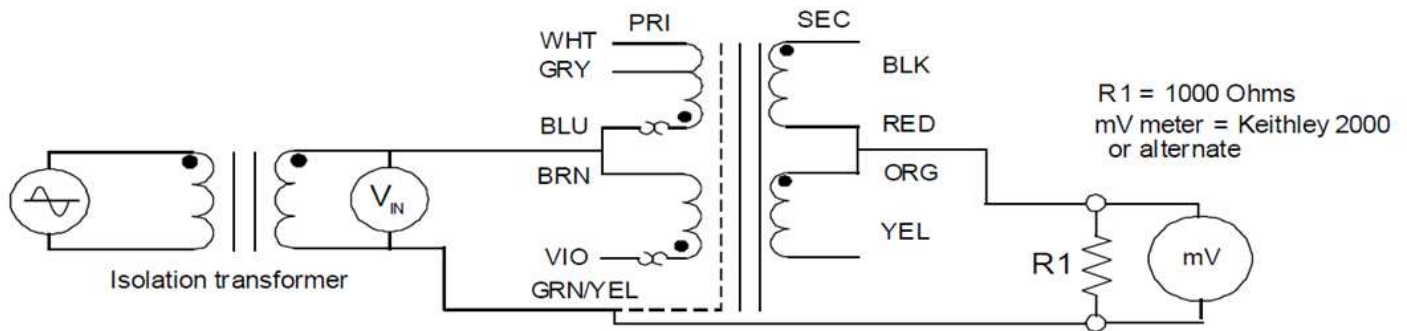 PRI
SEC
WHT
GRY
BLU
BRN
VIO
GRN/YEL
BLK
RED
ORG
YEL
R1 = 1000 Ohms
mV meter = Keithley 2000
or alternate
VIN
Isolation transformer
R1
mV